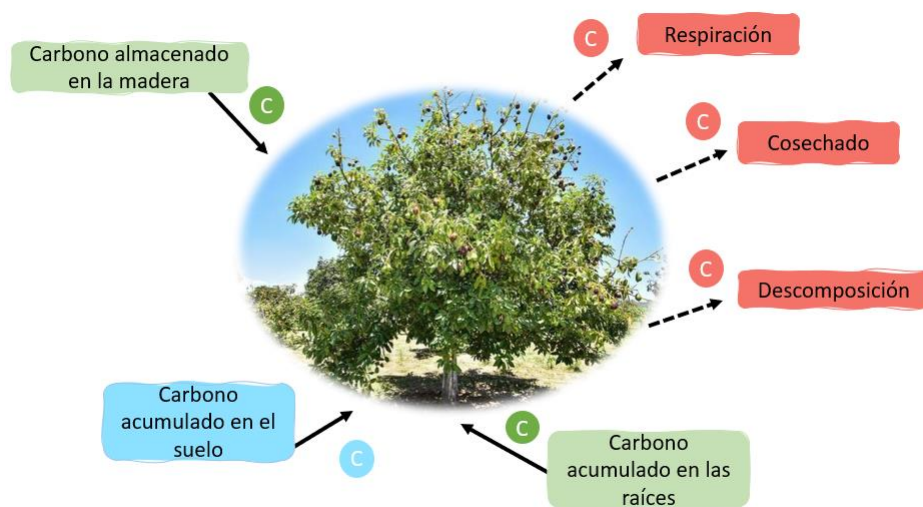 C
Respiración
Carbono almacenado
en la madera
C
C
Cosechado
C
Descomposición
Carbono
acumulado en el
suelo
C
C
Carbono
acumulado en las
raíces